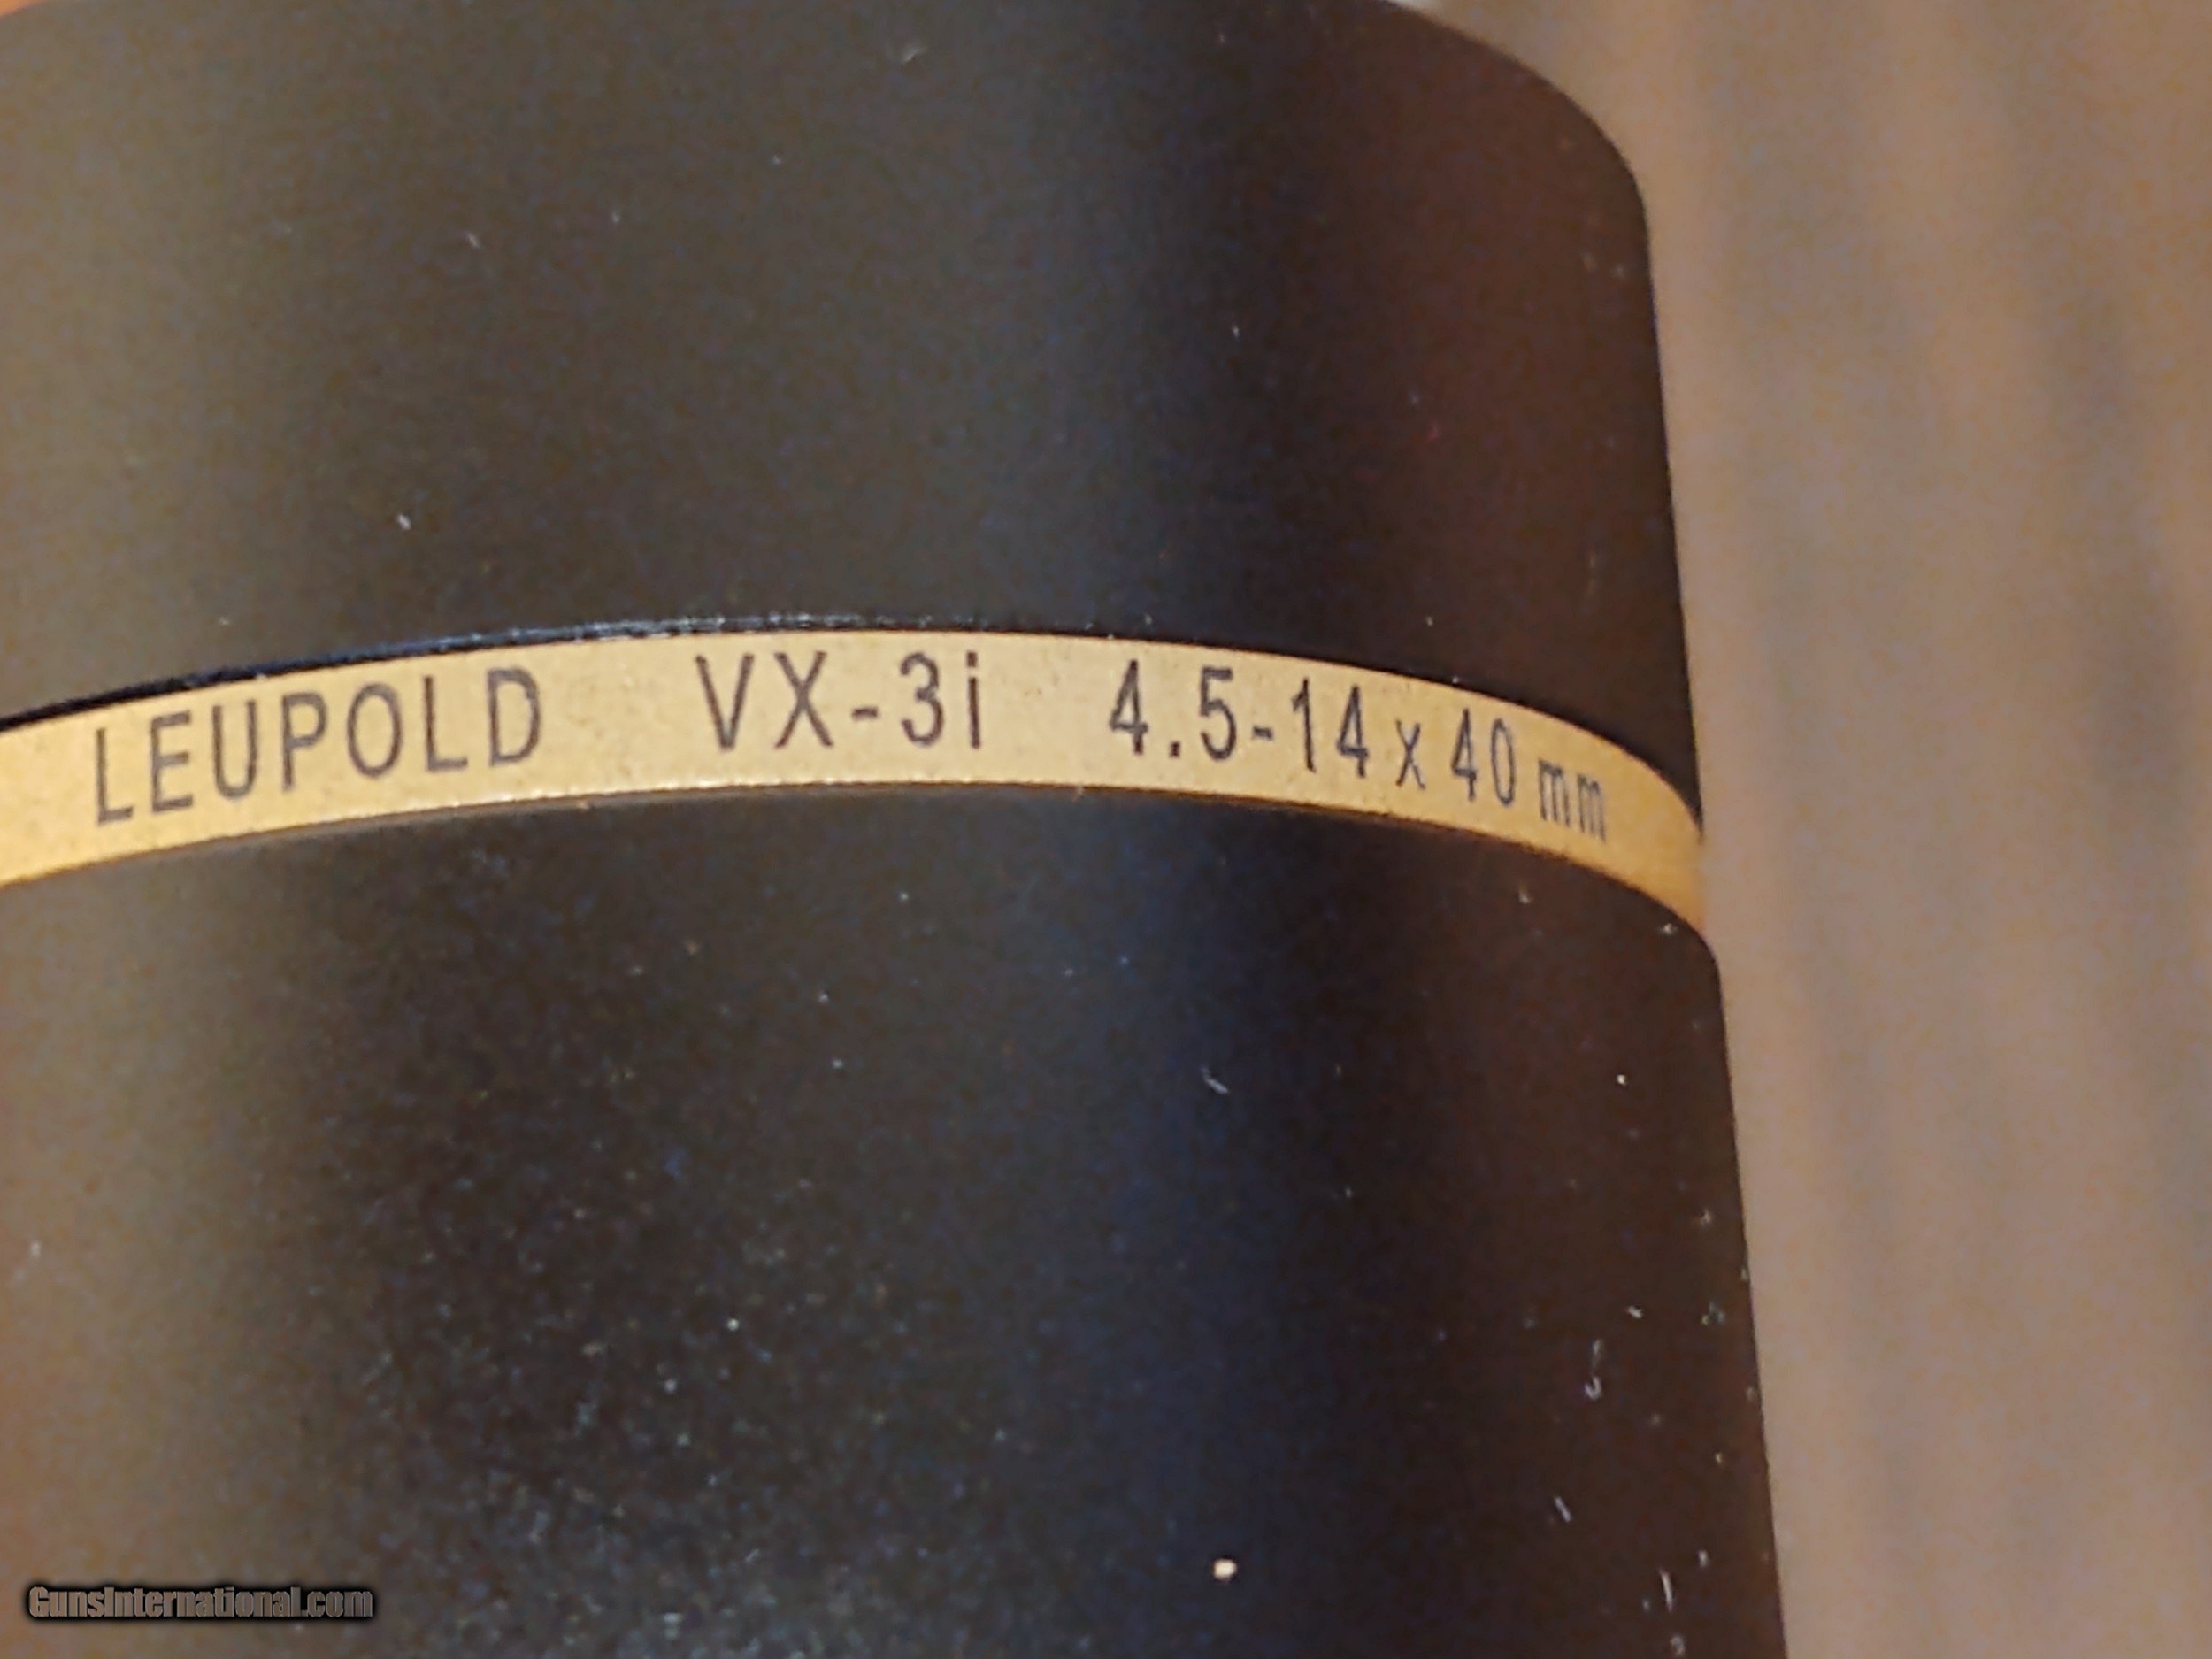 LEUPOLD VX-3i 4.5-14x40mm
GunsInternational.com